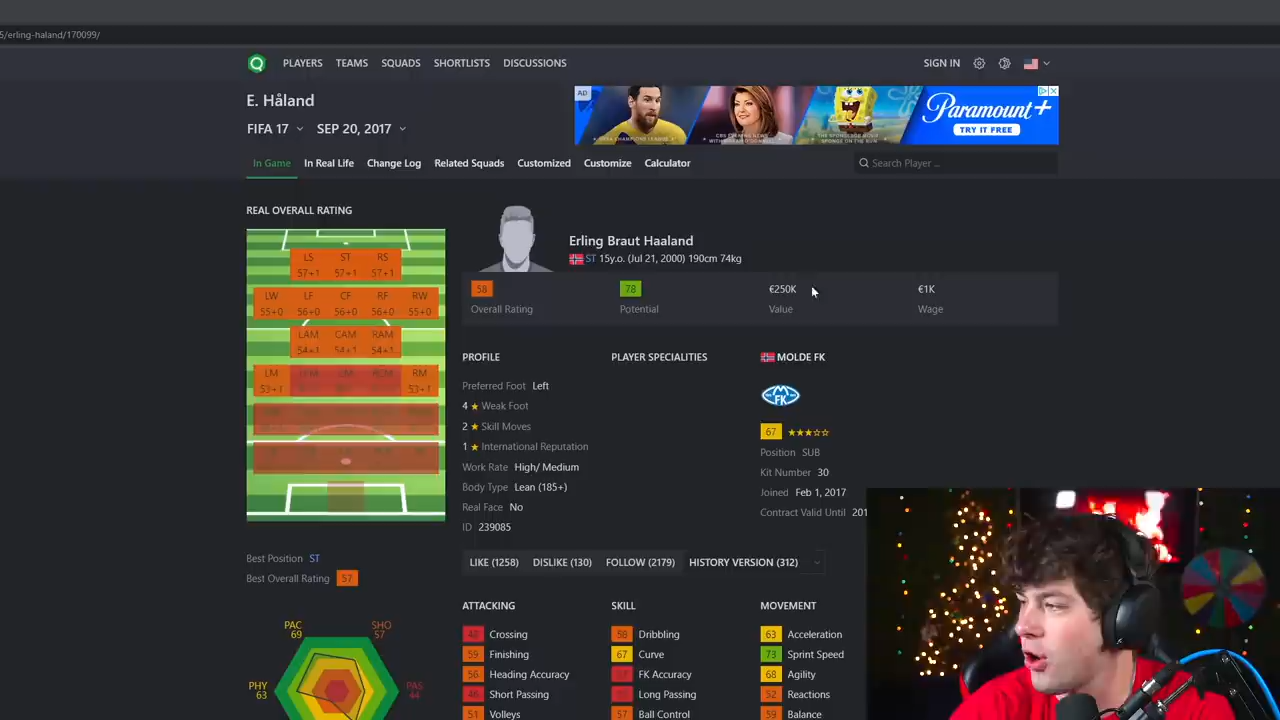 5/erling-haland/170099/
PLAYERS TEAMS SQUADS SHORTLISTS DISCUSSIONS SIGN IN
E. Håland
FIFA 17 SEP 20, 2017
AD
Paramount+
TRY IT FREE
In Game In Real Life Change Log Related Squads Customized Customize Calculator Search Player ...
REAL OVERALL RATING
LS ST RS
57+1 57+1 57+1
LW LF CF RF RW
55+0 56+0 56+0 56+0 55+0
LAM CAM RAM
54+1 54+1 54+1
LM RM
53+1 53+1
Erling Braut Haaland
ST 15y.o. (Jul 21, 2000) 190cm 74kg
58 78 €250K €1K
Overall Rating Potential Value Wage
PROFILE PLAYER SPECIALITIES MOLDE FK
Preferred Foot Left
4 ★ Weak Foot
2 ★ Skill Moves
1 ★ International Reputation
Work Rate High/ Medium
Body Type Lean (185+)
Real Face No
ID 239085
67 ★★★☆☆
Position SUB
Kit Number 30
Joined Feb 1, 2017
Contract Valid Until 201
LIKE (1258) DISLIKE (130) FOLLOW (2179) HISTORY VERSION (312)
Best Position ST
Best Overall Rating 57
PAC
69
SHO
57
PHY
63
PAS
44
ATTACKING SKILL MOVEMENT
Crossing 58 Dribbling 63 Acceleration
59 Finishing 67 Curve 73 Sprint Speed
56 Heading Accuracy FK Accuracy 68 Agility
Short Passing Long Passing 52 Reactions
51 Volleys 57 Ball Control 59 Balance